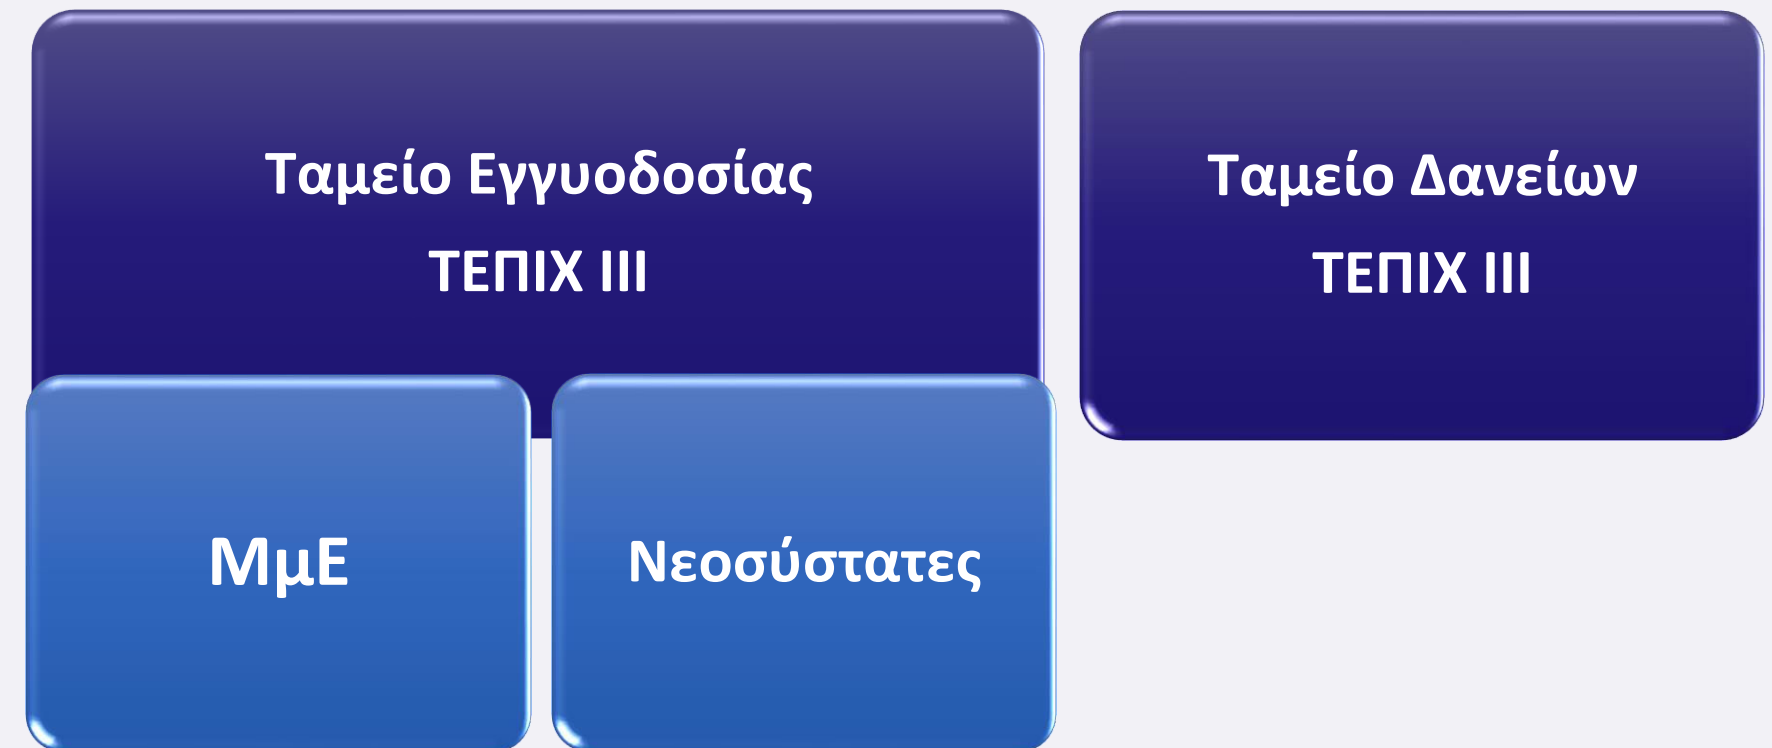 Ταμείο Εγγυοδοσίας
ΤΕΠΙΧ ΙΙΙ
Ταμείο Δανείων
ΤΕΠΙΧ ΙΙΙ
ΜμΕ
Νεοσύστατες